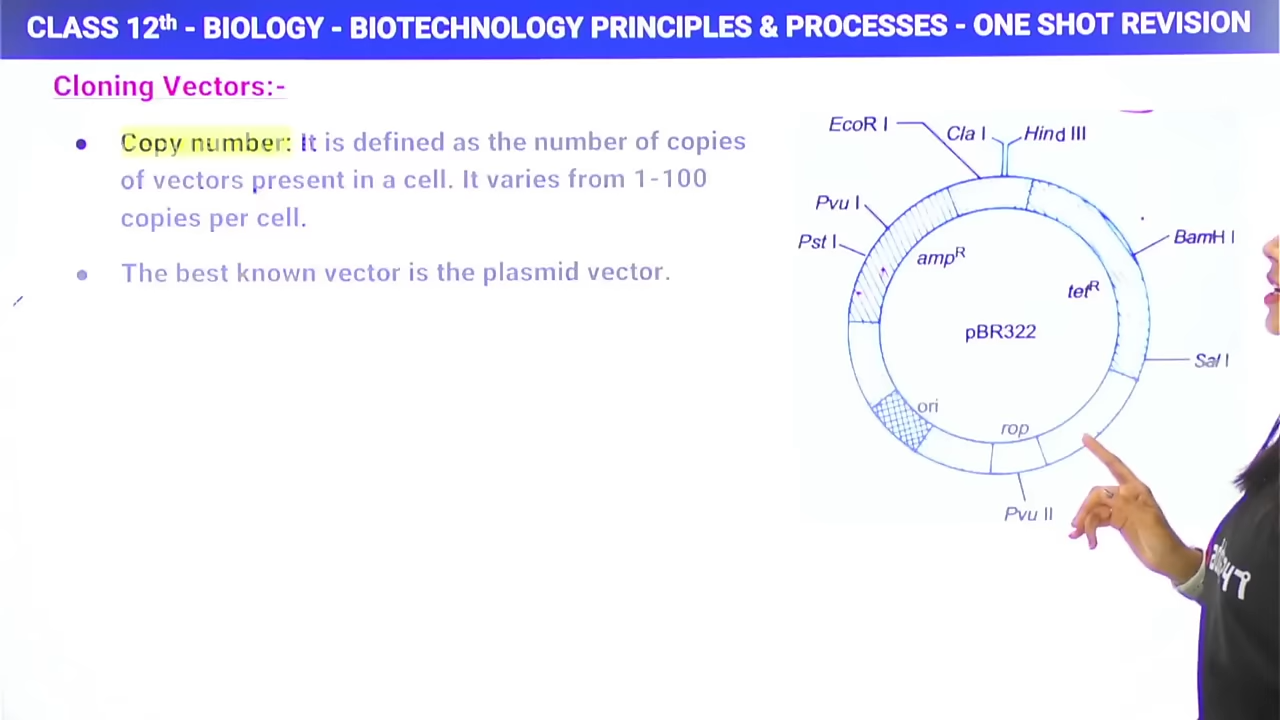 CLASS 12th - BIOLOGY - BIOTECHNOLOGY PRINCIPLES & PROCESSES - ONE SHOT REVISION
Cloning Vectors:-
Copy number: It is defined as the number of copies
of vectors present in a cell. It varies from 1-100
copies per cell.
The best known vector is the plasmid vector.
EcoR I
Cla I
Hind III
Pvu I
Pst I
BamH I
ampR
tetR
pBR322
Sal I
ori
rop
Pvu II